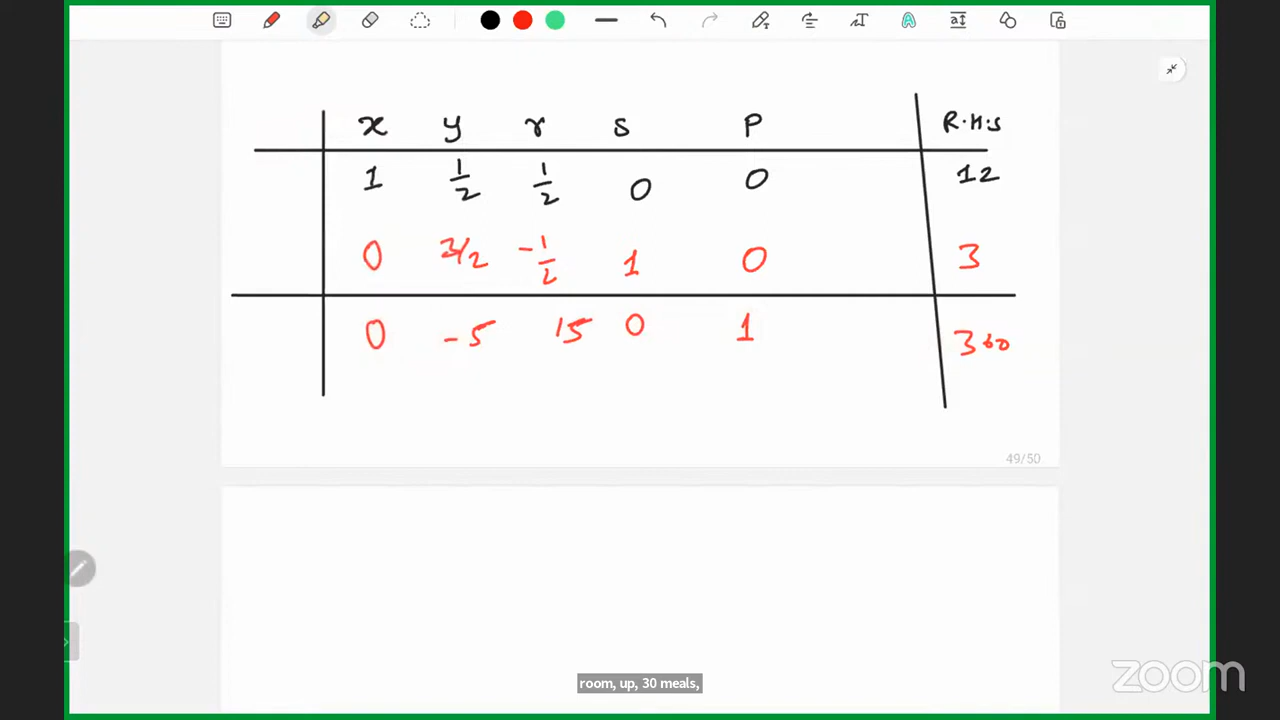 x y r s P R.H.S
1 1/2 1/2 0 0 12
0 3/2 -1/2 1 0 3
0 -5 15 0 1 360
49/50
room, up, 30 meals,
zoom